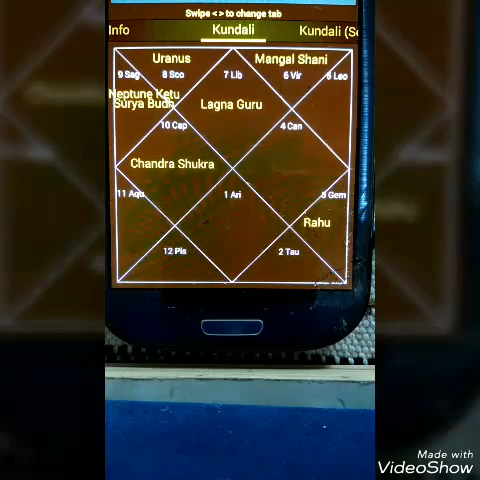 Swipe < > to change tab
Info Kundali Kundali (So
Uranus Mangal Shani
9 Sag 8 Sco 7 Lib 6 Vir 5 Leo
Neptune Ketu
Surya Budh Lagna Guru
10 Cap 4 Can
Chandra Shukra
11 Aqu 1 Ari 3 Gem
Rahu
12 Pis 2 Tau
Made with
VideoShow